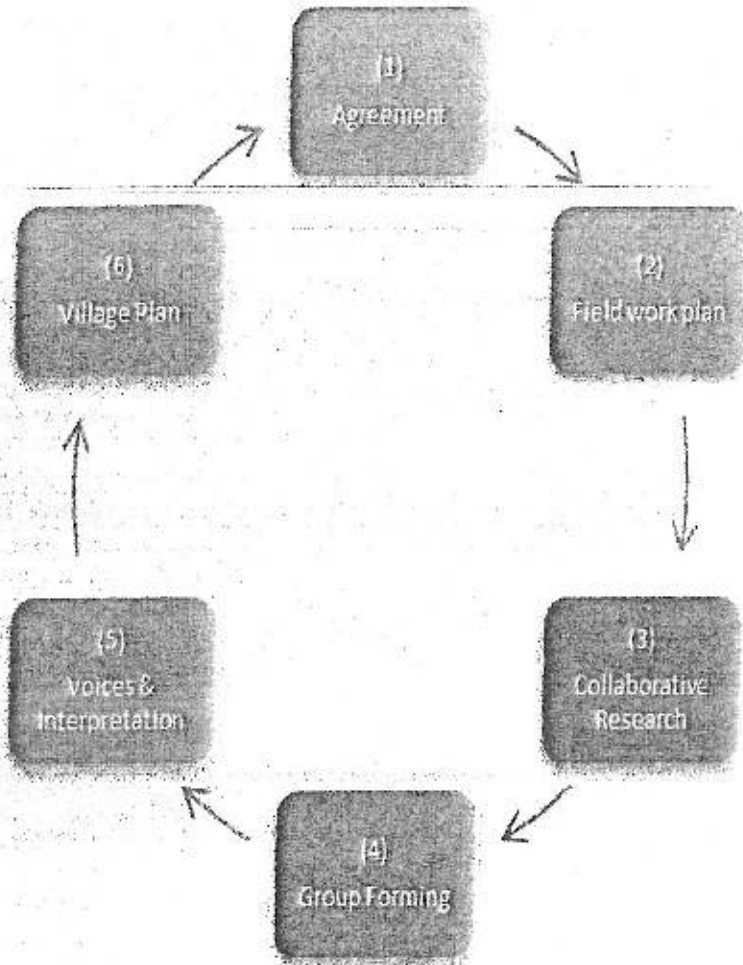 (1)
Agreement
(2)
Field work plan
(3)
Collaborative
Research
(4)
Group Forming
(5)
Voices &
Interpretation
(6)
Village Plan